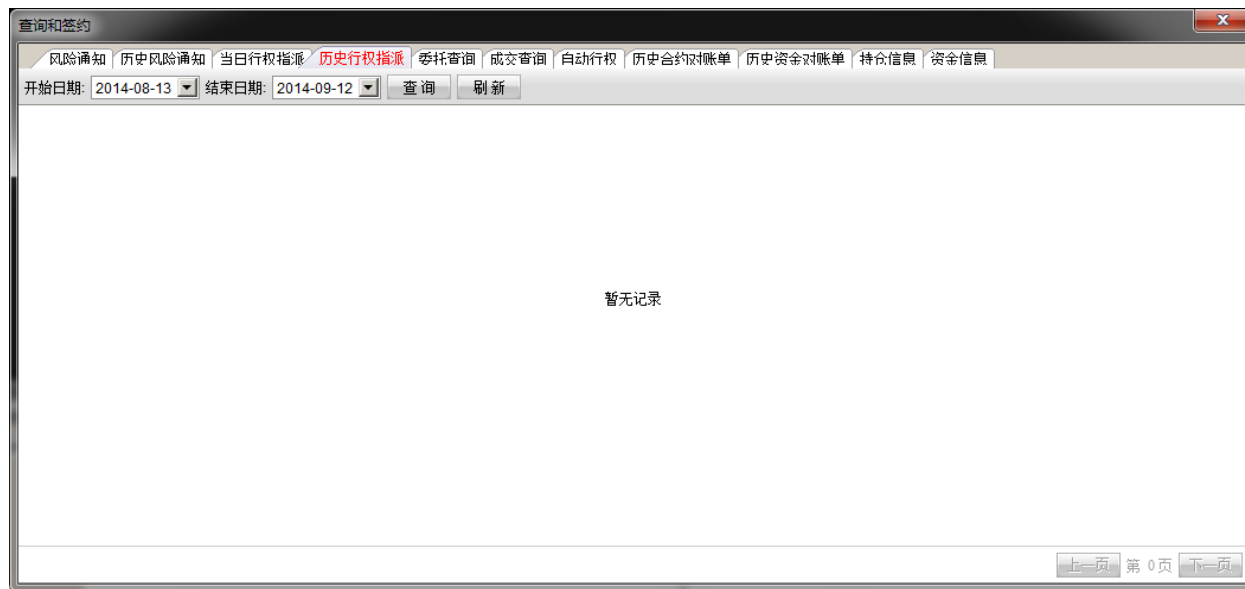 查询和签约
风险通知 历史风险通知 当日行权指派 历史行权指派 委托查询 成交查询 自动行权 历史合约对账单 历史资金对账单 持仓信息 资金信息
开始日期: 2014-08-13 结束日期: 2014-09-12 查询 刷新
暂无记录
上一页 第 0页 下一页